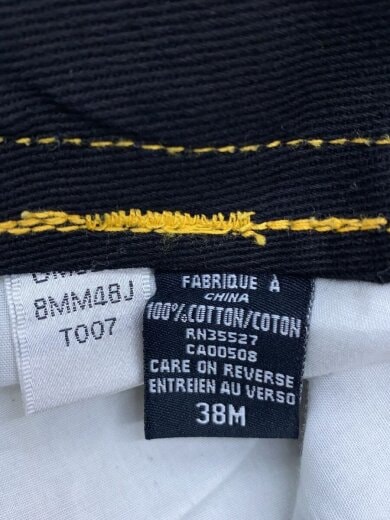 8MM48J
T007
FABRIQUE À
CHINA
100% COTTON/COTON
RN35527
CA00508
CARE ON REVERSE
ENTREIEN AU VERSO
38M